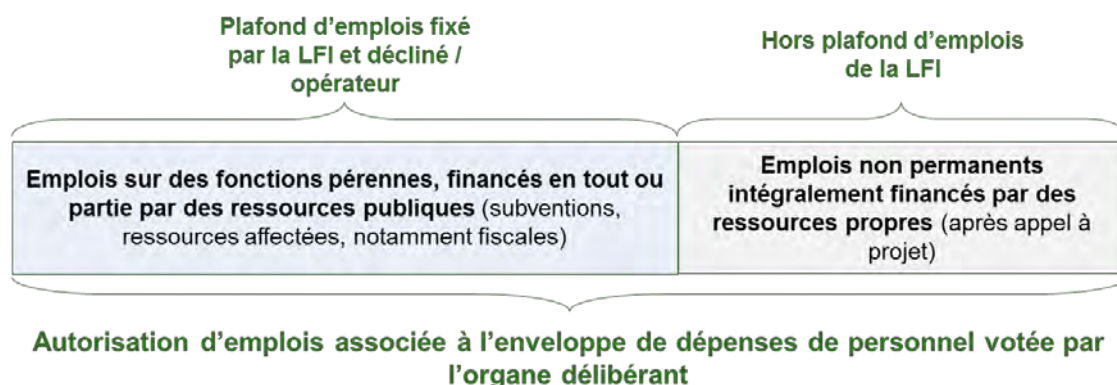 Plafond d’emplois fixé
par la LFI et décliné /
opérateur
Hors plafond d’emplois
de la LFI
Emplois sur des fonctions pérennes, financés en tout ou
partie par des ressources publiques (subventions,
ressources affectées, notamment fiscales)
Emplois non permanents
intégralement financés par des
ressources propres (après appel à
projet)
Autorisation d’emplois associée à l’enveloppe de dépenses de personnel votée par
l’organe délibérant